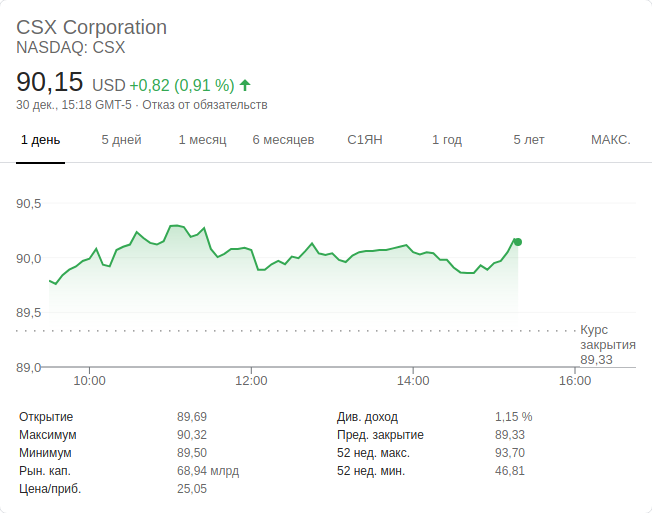 CSX Corporation
NASDAQ: CSX
90,15 USD +0,82 (0,91 %)
30 дек., 15:18 GMT-5 · Отказ от обязательств
1 день 5 дней 1 месяц 6 месяцев С1ЯН 1 год 5 лет МАКС.
90,5
90,0
89,5
Курс
закрытия
89,33
89,0
10:00 12:00 14:00 16:00
Открытие 89,69 Див. доход 1,15 %
Максимум 90,32 Пред. закрытие 89,33
Минимум 89,50 52 нед. макс. 93,70
Рын. кап. 68,94 млрд 52 нед. мин. 46,81
Цена/приб. 25,05